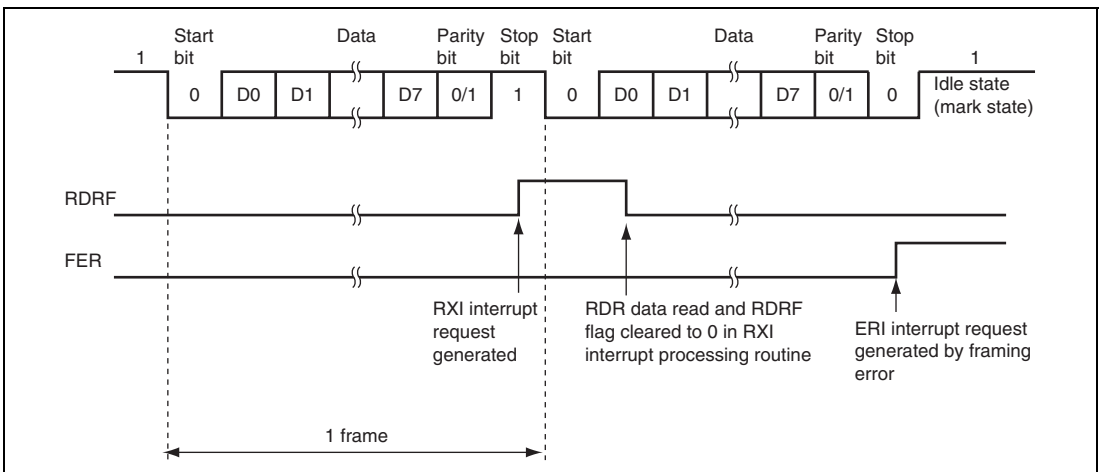 Start bit
Data
Parity bit
Stop bit
Start bit
Data
Parity bit
Stop bit
1
1
0
D0
D1
D7
0/1
1
0
D0
D1
D7
0/1
0
Idle state
(mark state)
RDRF
FER
RXI interrupt
request
generated
RDR data read and RDRF
flag cleared to 0 in RXI
interrupt processing routine
ERI interrupt request
generated by framing
error
1 frame